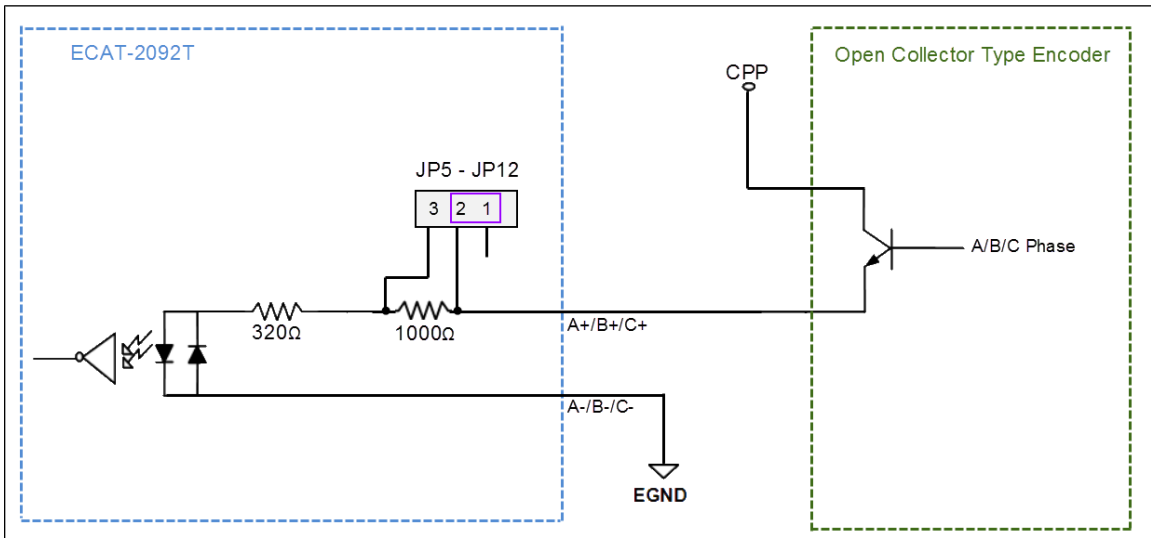 ECAT-2092T
Open Collector Type Encoder
CPP
JP5 - JP12
3 2 1
A/B/C Phase
320Ω
1000Ω
A+/B+/C+
A-/B-/C-
EGND